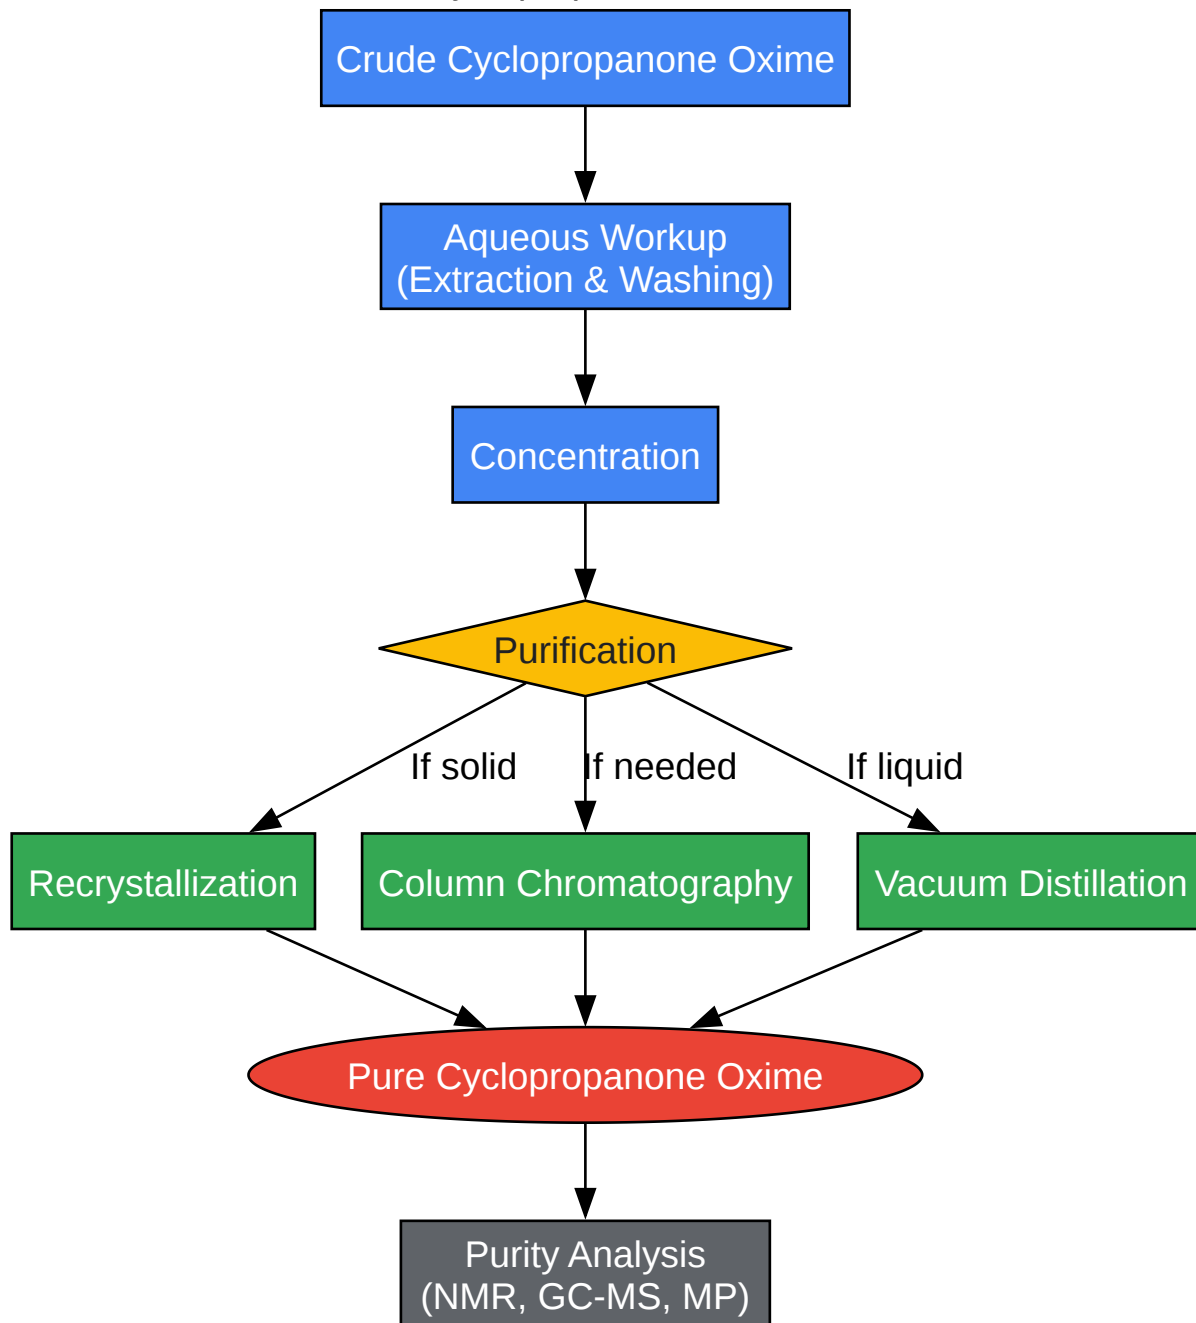 Crude Cyclopropanone Oxime
Aqueous Workup
(Extraction & Washing)
Concentration
Purification
If solid
If needed
If liquid
Recrystallization
Column Chromatography
Vacuum Distillation
Pure Cyclopropanone Oxime
Purity Analysis
(NMR, GC-MS, MP)